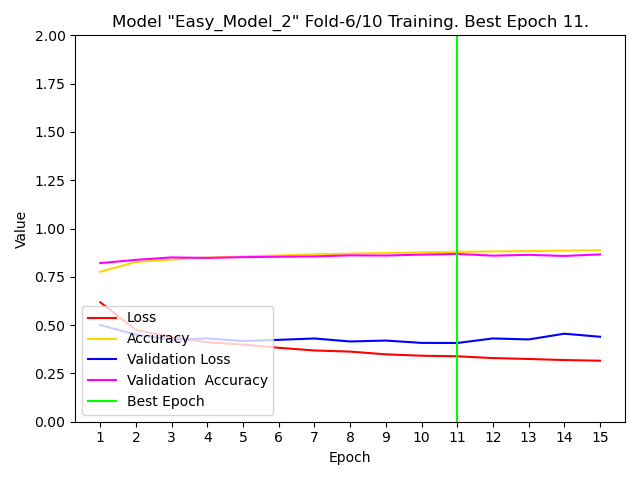 Model "Easy_Model_2" Fold-6/10 Training. Best Epoch 11.
2.00
1.75
1.50
1.25
1.00
0.75
0.50
0.25
0.00
Value
Loss
Accuracy
Validation Loss
Validation  Accuracy
Best Epoch
1 2 3 4 5 6 7 8 9 10 11 12 13 14 15
Epoch